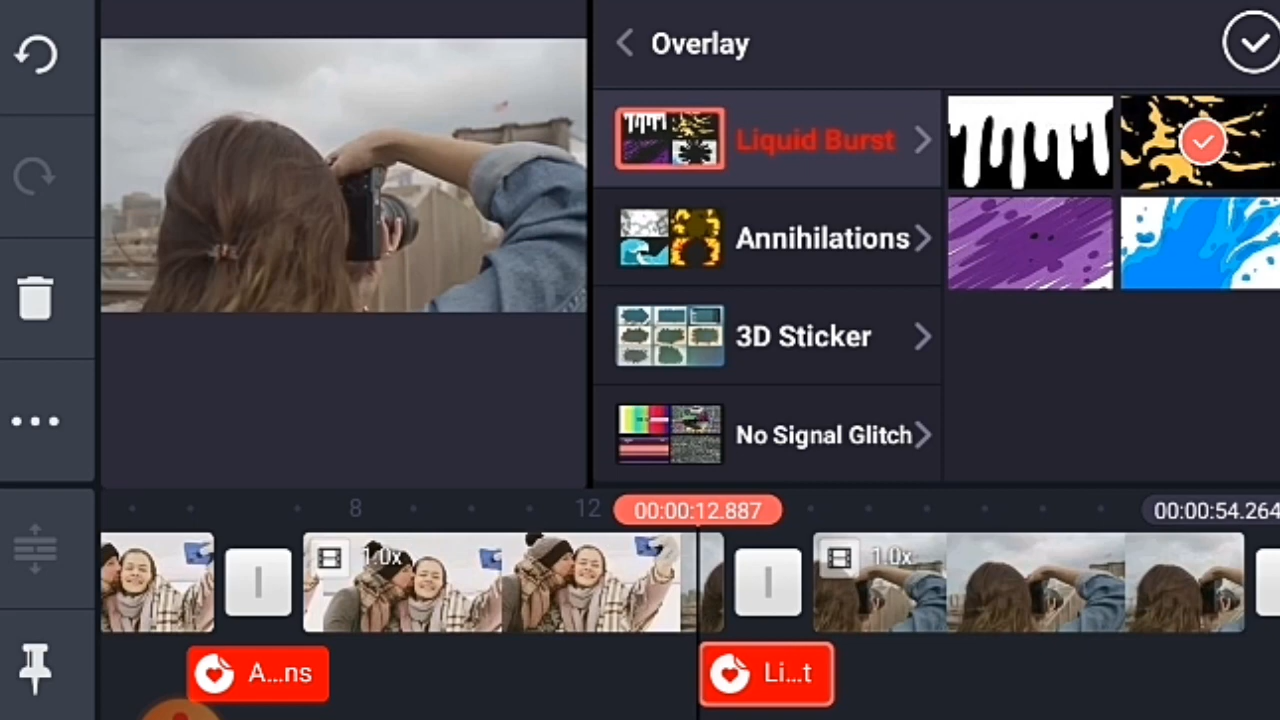 Overlay
Liquid Burst
Annihilations
3D Sticker
No Signal Glitch
8
12
00:00:12.887
00:00:54.264
1.0x
1.0x
A...ns
Li...t